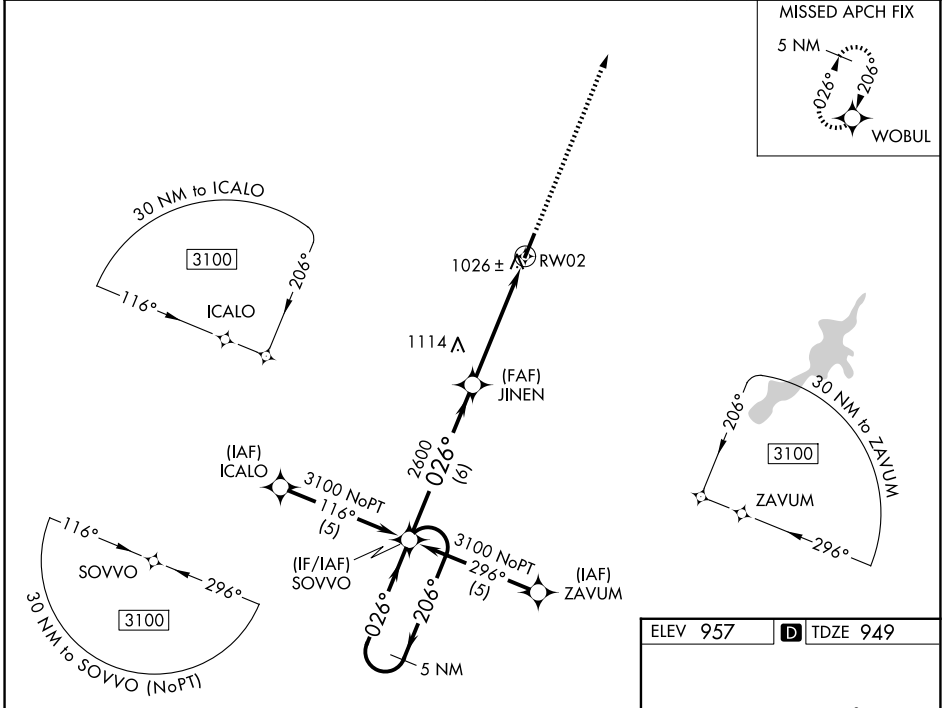 MISSED APCH FIX
5 NM
026°
206°
WOBUL
30 NM to ICALO
3100
206°
116°
ICALO
1026 ±
RW02
1114
(FAF)
JINEN
2600
026°
(6)
(IAF)
ICALO
3100 NoPT
116°
(5)
(IF/IAF)
SOVVO
3100 NoPT
296°
(5)
(IAF)
ZAVUM
026°
206°
5 NM
206°
30 NM to ZAVUM
3100
ZAVUM
296°
116°
SOVVO
296°
3100
30 NM to SOVVO (NoPT)
ELEV 957
D
TDZE 949